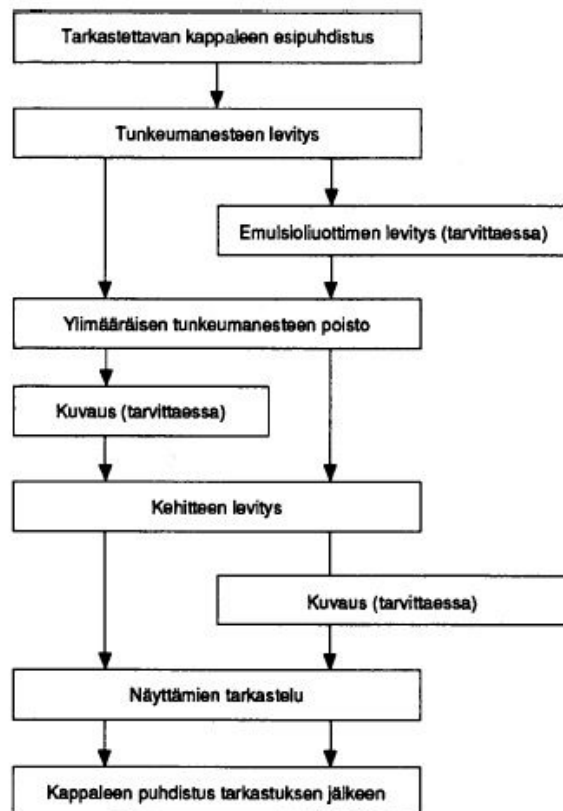 Tarkastettavan kappaleen esipuhdistus
Tunkeumanesteen levitys
Emulsioliuottimen levitys (tarvittaessa)
Ylimääräisen tunkeumanesteen poisto
Kuvaus (tarvittaessa)
Kehitteen levitys
Kuvaus (tarvittaessa)
Näyttämien tarkastelu
Kappaleen puhdistus tarkastuksen jälkeen